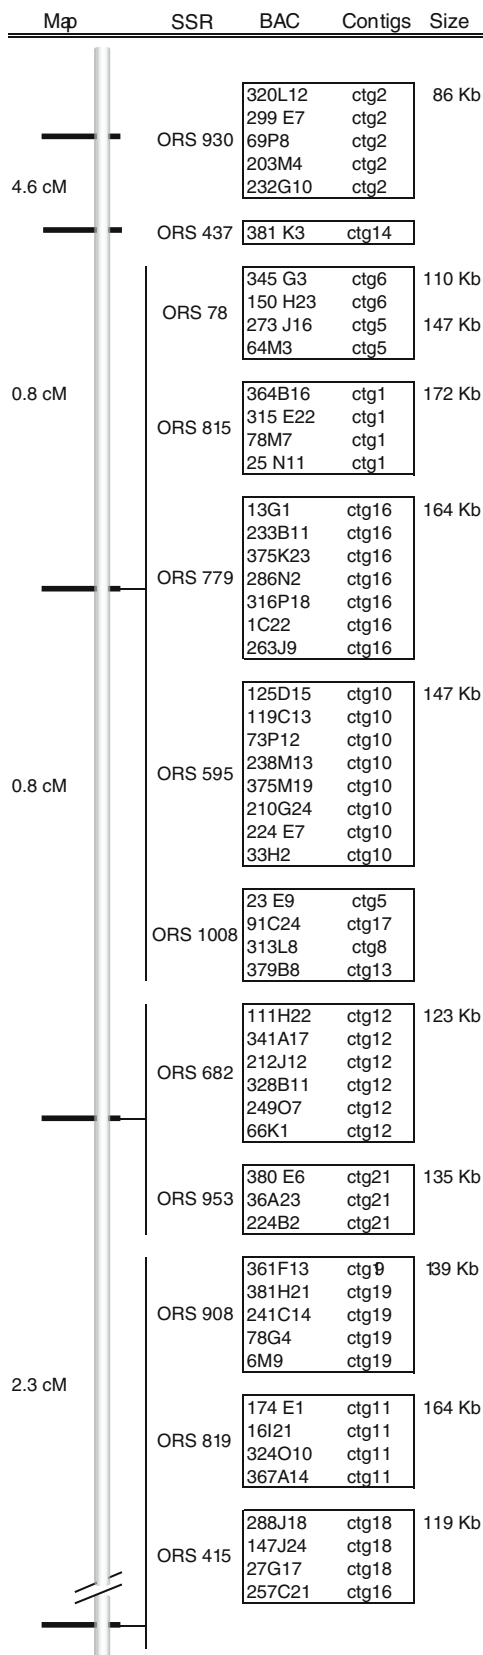 Map SSR BAC Contigs Size
320L12 ctg2 86 Kb
299 E7 ctg2
ORS 930 69P8 ctg2
203M4 ctg2
4.6 cM 232G10 ctg2
ORS 437 381 K3 ctg14
345 G3 ctg6 110 Kb
150 H23 ctg6
ORS 78 273 J16 ctg5 147 Kb
64M3 ctg5
0.8 cM 364B16 ctg1 172 Kb
315 E22 ctg1
ORS 815 78M7 ctg1
25 N11 ctg1
13G1 ctg16 164 Kb
233B11 ctg16
375K23 ctg16
ORS 779 286N2 ctg16
316P18 ctg16
1C22 ctg16
263J9 ctg16
125D15 ctg10 147 Kb
119C13 ctg10
73P12 ctg10
ORS 595 238M13 ctg10
0.8 cM 375M19 ctg10
210G24 ctg10
224 E7 ctg10
33H2 ctg10
23 E9 ctg5
91C24 ctg17
ORS 1008 313L8 ctg8
379B8 ctg13
111H22 ctg12 123 Kb
341A17 ctg12
212J12 ctg12
ORS 682 328B11 ctg12
249O7 ctg12
66K1 ctg12
380 E6 ctg21 135 Kb
ORS 953 36A23 ctg21
224B2 ctg21
361F13 ctg19 139 Kb
381H21 ctg19
ORS 908 241C14 ctg19
78G4 ctg19
6M9 ctg19
2.3 cM
174 E1 ctg11 164 Kb
16I21 ctg11
ORS 819 324O10 ctg11
367A14 ctg11
288J18 ctg18 119 Kb
147J24 ctg18
ORS 415 27G17 ctg18
257C21 ctg16